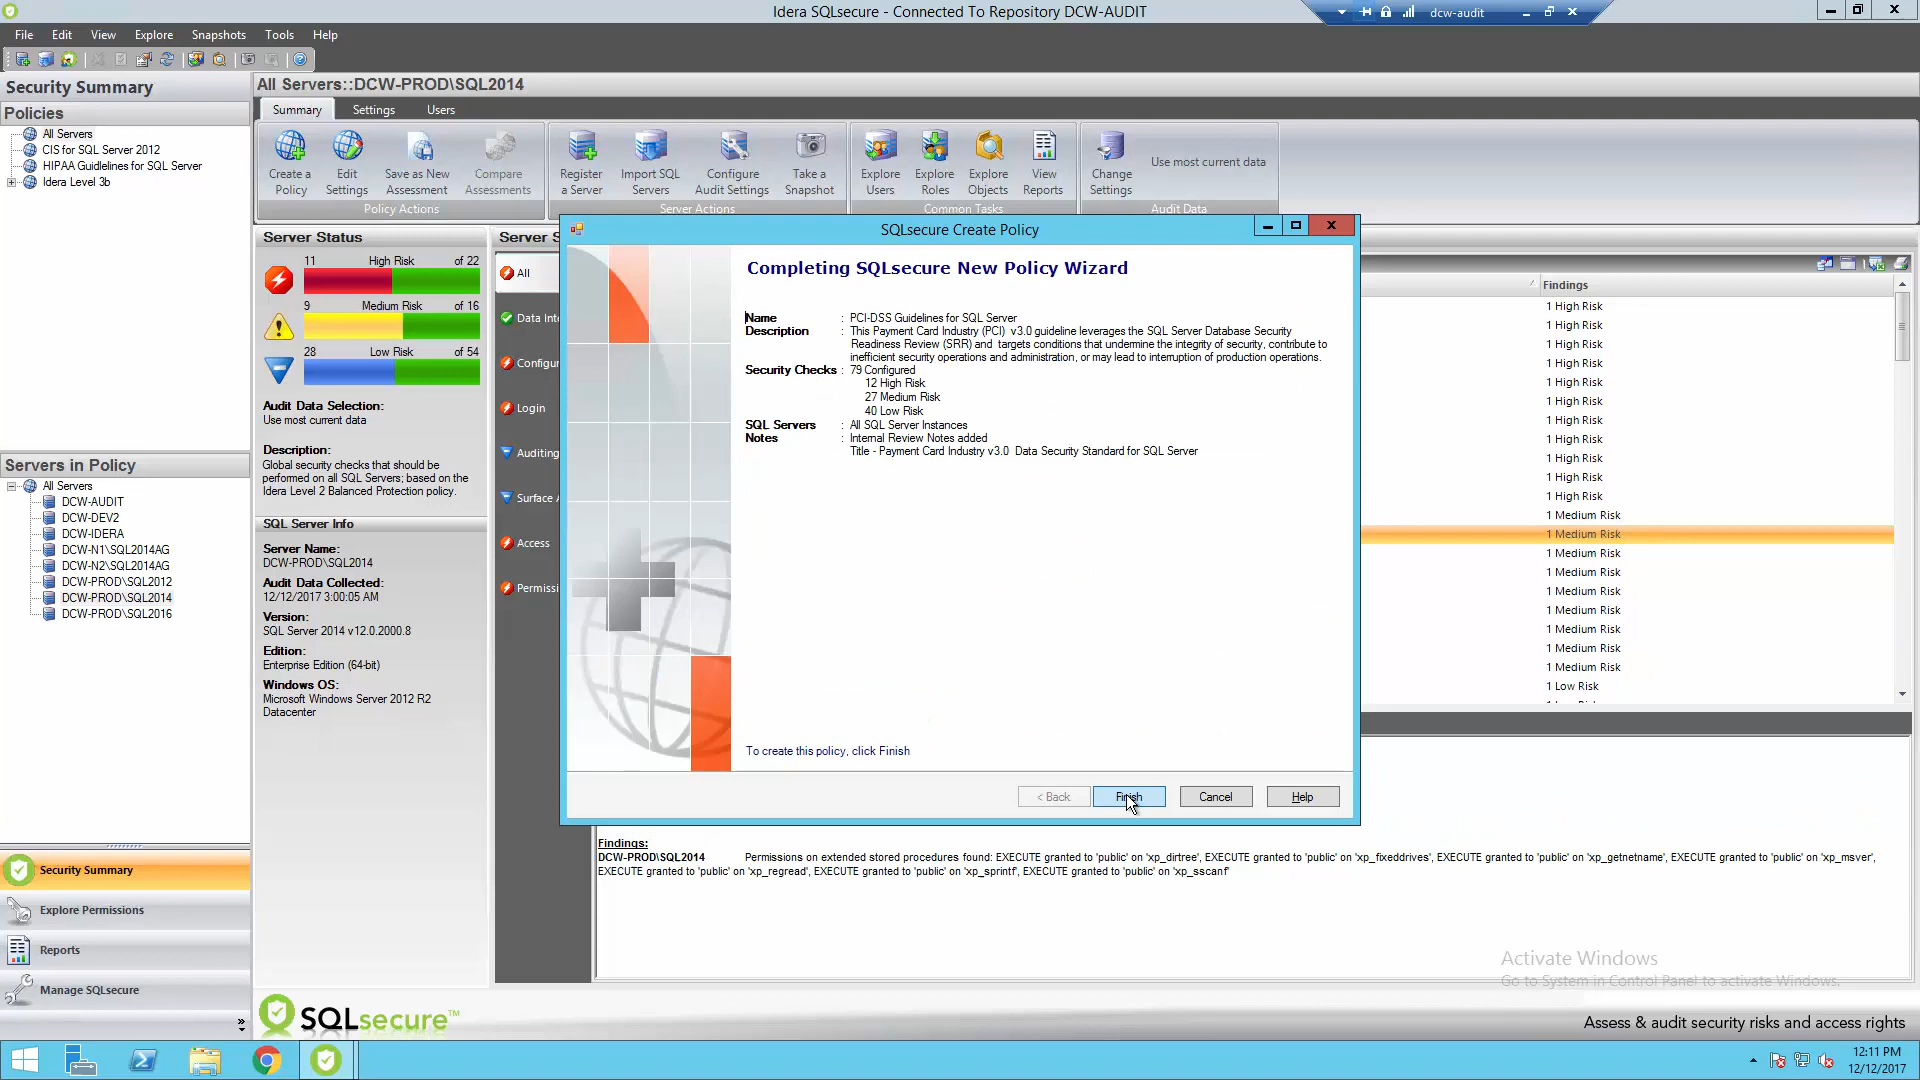 Idera SQLsecure - Connected To Repository DCW-AUDIT
dcw-audit
File Edit View Explore Snapshots Tools Help
Security Summary
Policies
All Servers
CIS for SQL Server 2012
HIPAA Guidlelines for SQL Server
Idera Level 3b
Servers in Policy
All Servers
DCW-AUDIT
DCW-DEV2
DCW-IDERA
DCW-N1\SQL2014AG
DCW-N2\SQL2014AG
DCW-PROD\SQL2012
DCW-PROD\SQL2014
DCW-PROD\SQL2016
Security Summary
Explore Permissions
Reports
Manage SQLsecure
All Servers::DCW-PROD\SQL2014
Summary Settings Users
Create a Policy
Edit Settings
Save as New Assessment
Compare Assessments
Policy Actions
Register a Server
Import SQL Servers
Configure Audit Settings
Take a Snapshot
Server Actions
Explore Users
Explore Roles
Explore Objects
View Reports
Common Tasks
Change Settings
Use most current data
Audit Data
Server Status
11 High Risk of 22
9 Medium Risk of 16
28 Low Risk of 54
Audit Data Selection:
Use most current data
Description:
Global security checks that should be
performed on all SQL Servers; based on the
Idera Level 2 Balanced Protection policy.
SQL Server Info
Server Name:
DCW-PROD\SQL2014
Audit Data Collected:
12/12/2017 3:00:05 AM
Version:
SQL Server 2014 v12.0.2000.8
Edition:
Enterprise Edition (64-bit)
Windows OS:
Microsoft Windows Server 2012 R2
Datacenter
Server S
All
Data Int
Configur
Login
Auditing
Surface A
Access
Permissi
SQLsecure Create Policy
Completing SQLsecure New Policy Wizard
Name : PCI-DSS Guidelines for SQL Server
Description : This Payment Card Industry (PCI) v3.0 guideline leverages the SQL Server Database Security
Readiness Review (SRR) and targets conditions that undermine the integrity of security, contribute to
inefficient security operations and administration, or may lead to interruption of production operations.
Security Checks : 79 Configured
12 High Risk
27 Medium Risk
40 Low Risk
SQL Servers : All SQL Server Instances
Notes : Internal Review Notes added
Title - Payment Card Industry v3.0 Data Security Standard for SQL Server
To create this policy, click Finish
< Back Finish Cancel Help
Findings
1 High Risk
1 High Risk
1 High Risk
1 High Risk
1 High Risk
1 High Risk
1 High Risk
1 High Risk
1 High Risk
1 High Risk
1 High Risk
1 Medium Risk
1 Medium Risk
1 Medium Risk
1 Medium Risk
1 Medium Risk
1 Medium Risk
1 Medium Risk
1 Medium Risk
1 Medium Risk
1 Low Risk
Findings:
DCW-PROD\SQL2014 Permissions on extended stored procedures found: EXECUTE granted to 'public' on 'xp_dirtree', EXECUTE granted to 'public' on 'xp_fixeddrives', EXECUTE granted to 'public' on 'xp_getnetname', EXECUTE granted to 'public' on 'xp_msver',
EXECUTE granted to 'public' on 'xp_regread', EXECUTE granted to 'public' on 'xp_sprintf', EXECUTE granted to 'public' on 'xp_sscanf'
Activate Windows
Go to System in Control Panel to activate Windows.
SQLsecure™
Assess & audit security risks and access rights
12:11 PM
12/12/2017